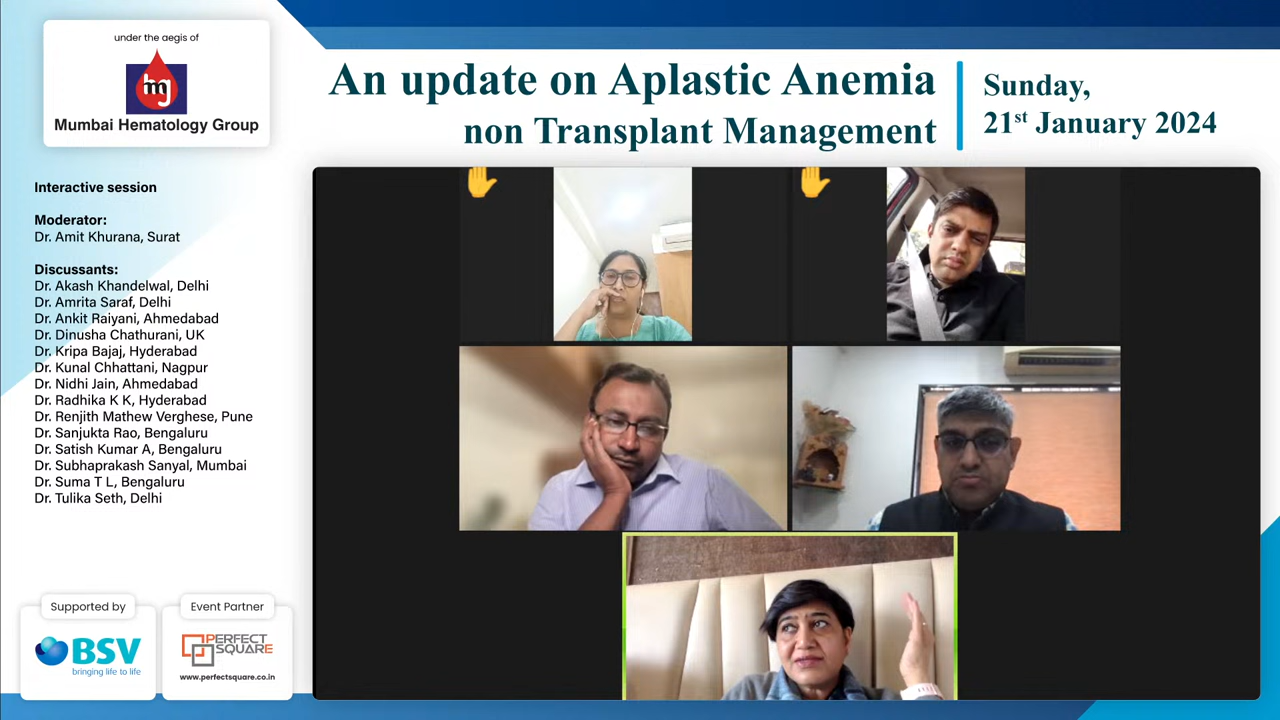 under the aegis of
hg
Mumbai Hematology Group
An update on Aplastic Anemia
non Transplant Management
Sunday,
21st January 2024
Interactive session
Moderator:
Dr. Amit Khurana, Surat
Discussants:
Dr. Akash Khandelwal, Delhi
Dr. Amrita Saraf, Delhi
Dr. Ankit Raiyani, Ahmedabad
Dr. Dinusha Chathurani, UK
Dr. Kripa Bajaj, Hyderabad
Dr. Kunal Chhattani, Nagpur
Dr. Nidhi Jain, Ahmedabad
Dr. Radhika K K, Hyderabad
Dr. Renjith Mathew Verghese, Pune
Dr. Sanjukta Rao, Bengaluru
Dr. Satish Kumar A, Bengaluru
Dr. Subhaprakash Sanyal, Mumbai
Dr. Suma T L, Bengaluru
Dr. Tulika Seth, Delhi
Supported by
BSV
bringing life to life
Event Partner
PERFECT
SQUARE
www.perfectsquare.co.in